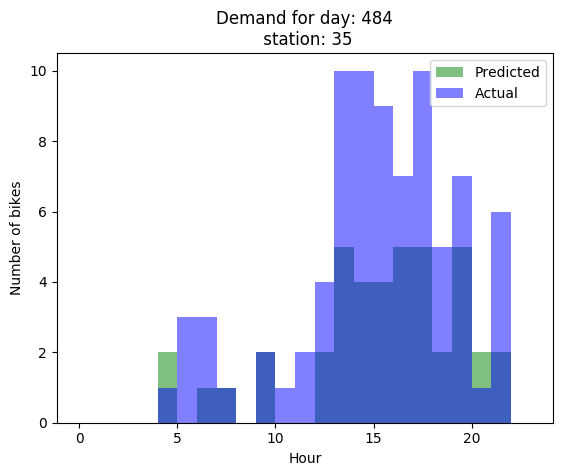 Demand for day: 484
station: 35
Predicted
Actual
Number of bikes
10
8
6
4
2
0
0
5
10
15
20
Hour